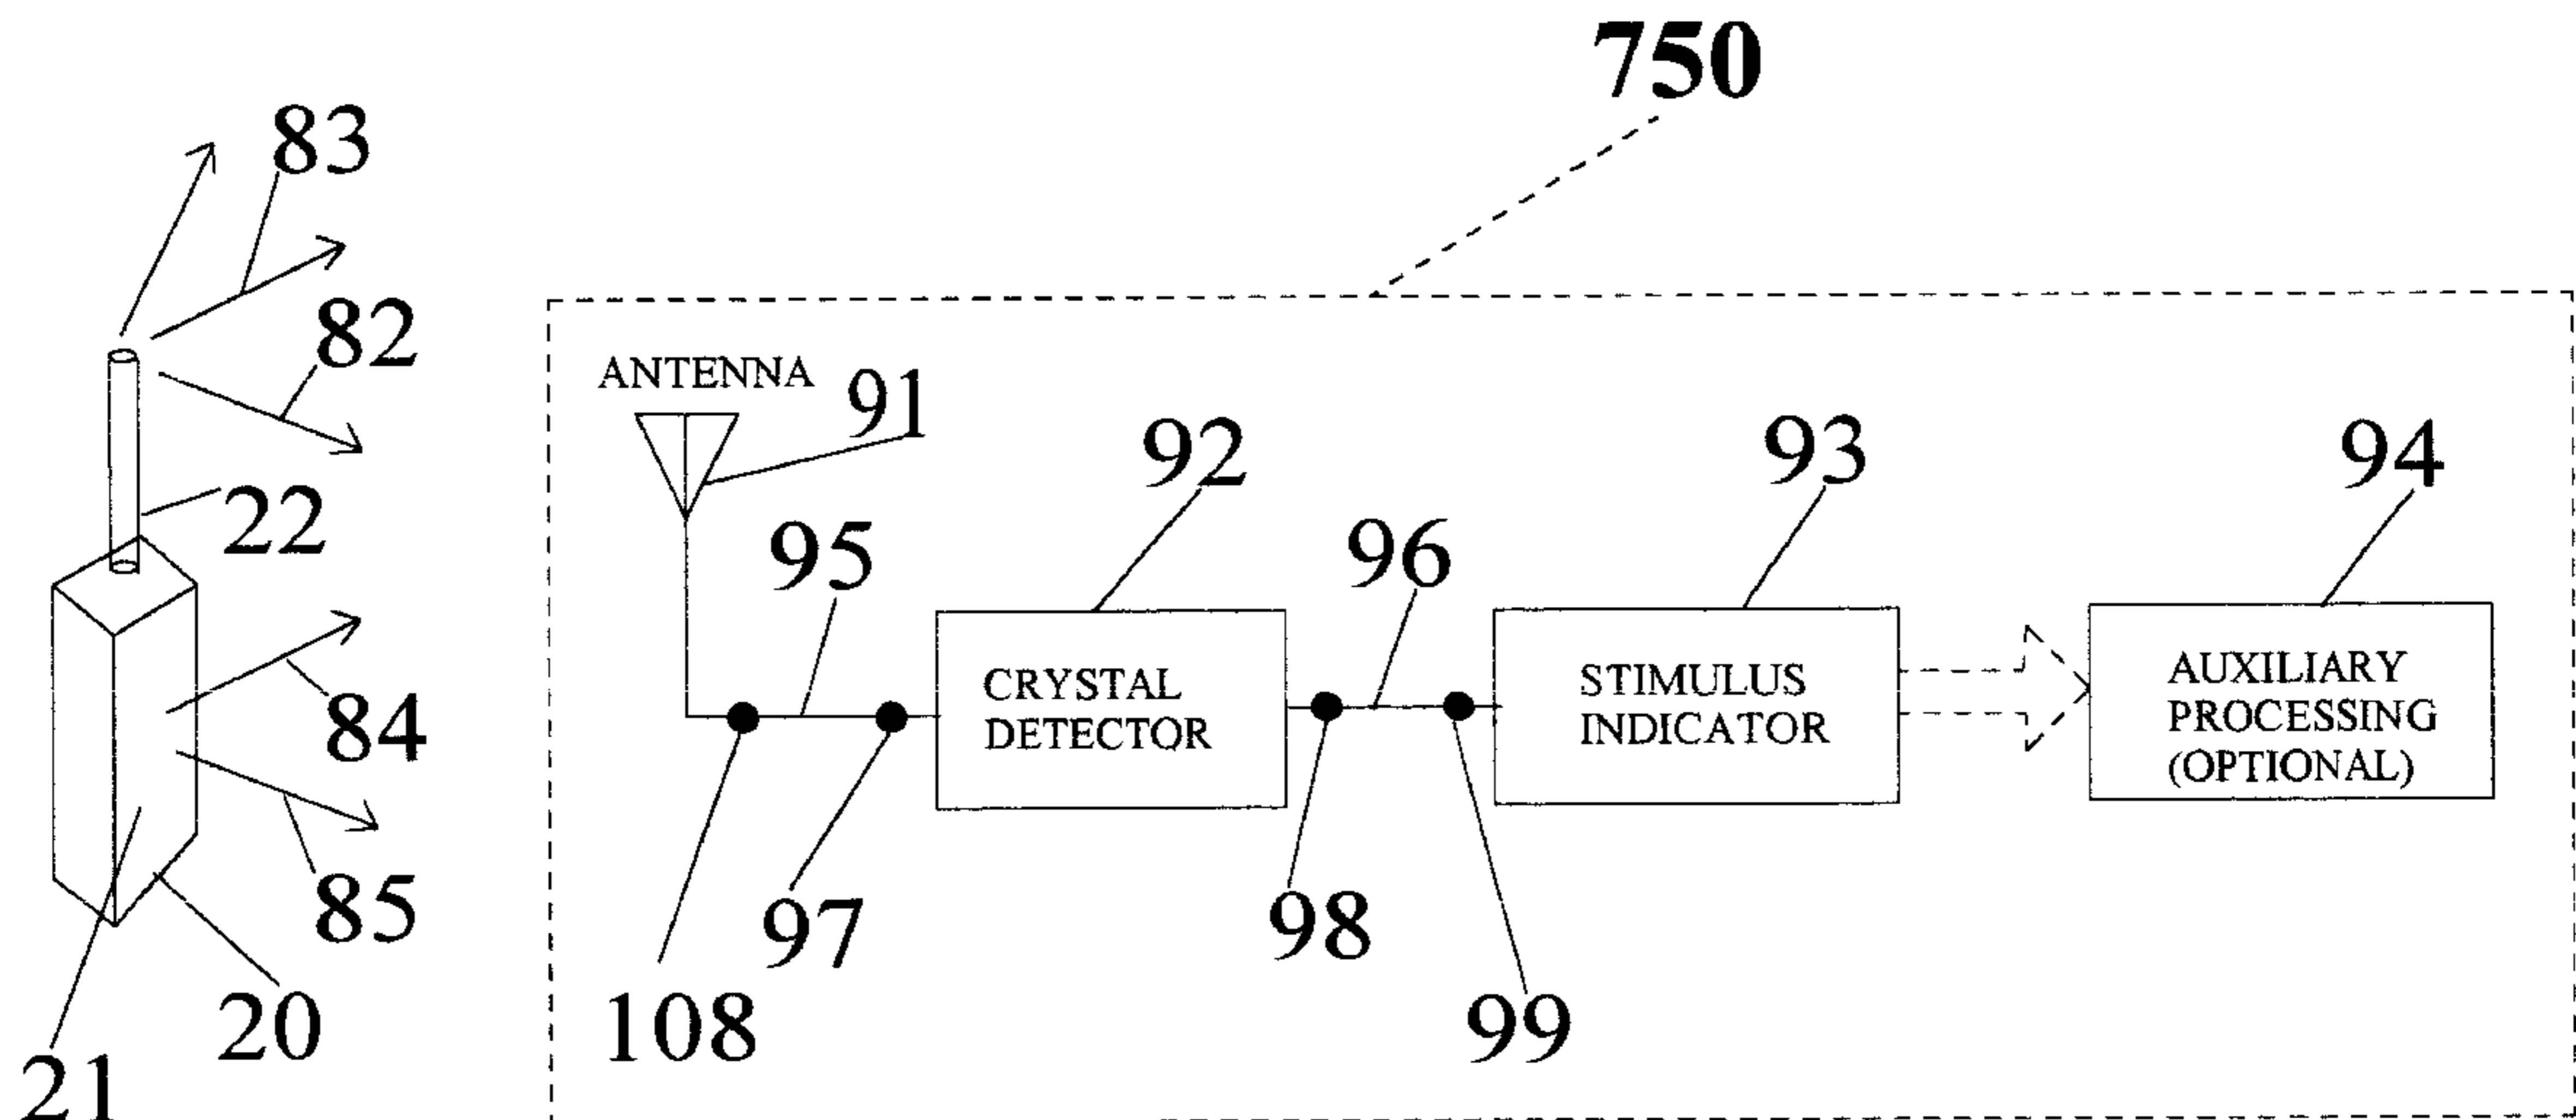 750
83
82
ANTENNA
91
92
93
94
22
95
96
CRYSTAL
DETECTOR
STIMULUS
INDICATOR
AUXILIARY
PROCESSING
(OPTIONAL)
84
85
97
98
20
108
99
21